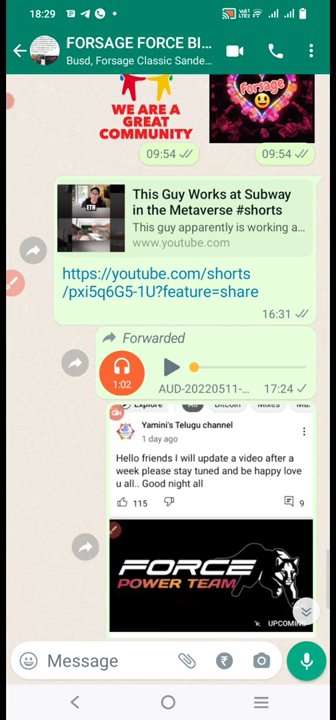 18:29
FORSAGE FORCE BI...
Busd, Forsage Classic Sande...
WE ARE A
GREAT
COMMUNITY
Forsage
09:54
09:54
ETH
This Guy Works at Subway
in the Metaverse #shorts
This guy apparently is working a...
www.youtube.com
https://youtube.com/shorts
/pxi5q6G5-1U?feature=share
16:31
Forwarded
1:02
AUD-20220511-...
17:24
Explore
All
Bitcoin
Mixes
Yamini's Telugu channel
1 day ago
Hello friends I will update a video after a
week please stay tuned and be happy love
u all.. Good night all
115
9
FORCE
POWER TEAM
UPCOMING
Message